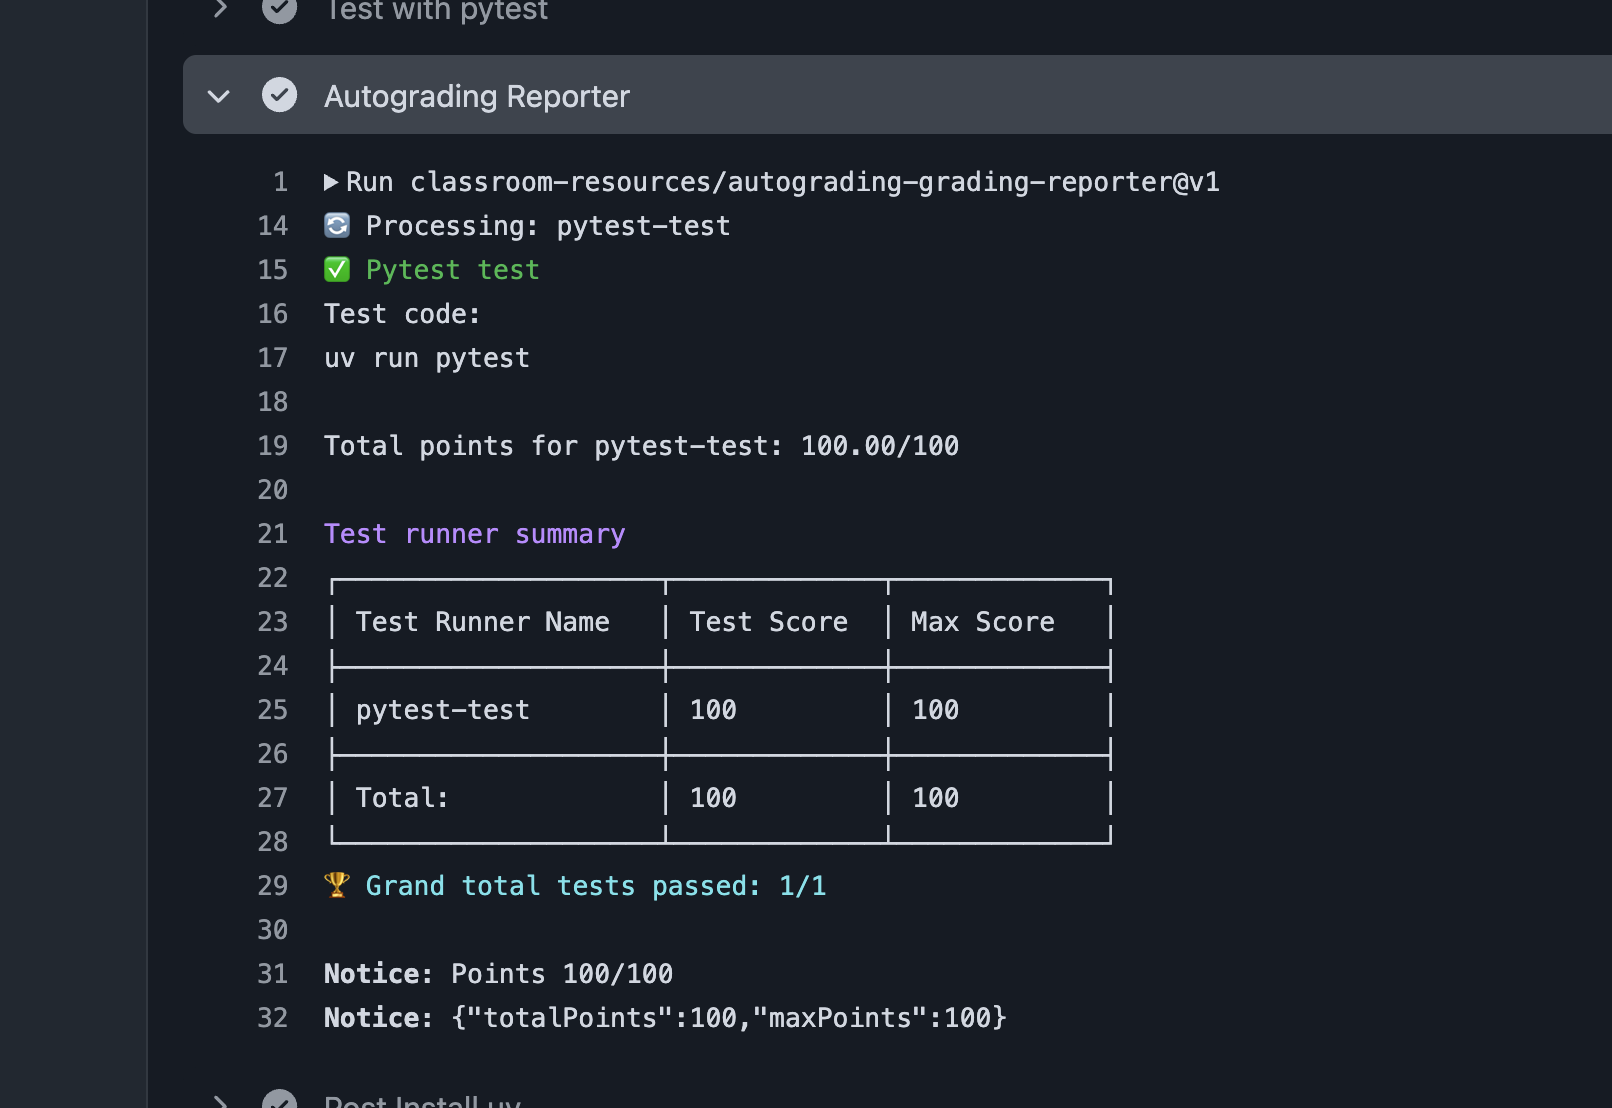 Test with pytest
Autograding Reporter
1 ▶Run classroom-resources/autograding-grading-reporter@v1
14 🔄 Processing: pytest-test
15 ✅ Pytest test
16 Test code:
17 uv run pytest
18
19 Total points for pytest-test: 100.00/100
20
21 Test runner summary
22
23 Test Runner Name │ Test Score │ Max Score
24
25 pytest-test │ 100 │ 100
26
27 Total: │ 100 │ 100
28
29 🏆 Grand total tests passed: 1/1
30
31 Notice: Points 100/100
32 Notice: {"totalPoints":100,"maxPoints":100}
Post Install uv